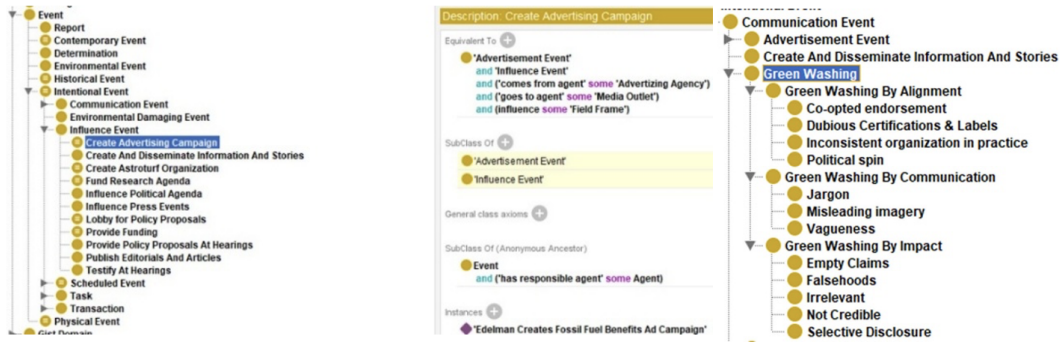 Event
Report
Contemporary Event
Determination
Environmental Event
Historical Event
Intentional Event
Communication Event
Environmental Damaging Event
Influence Event
Create Advertising Campaign
Create And Disseminate Information And Stories
Create Astroturf Organization
Fund Research Agenda
Influence Political Agenda
Influence Press Events
Lobby for Policy Proposals
Provide Funding
Provide Policy Proposals At Hearings
Publish Editorials And Articles
Testify At Hearings
Scheduled Event
Task
Transaction
Physical Event
Gist Domain
Description: Create Advertising Campaign
Equivalent To
'Advertisement Event'
and 'Influence Event'
and ('comes from agent' some 'Advertizing Agency')
and ('goes to agent' some 'Media Outlet')
and (influence some 'Field Frame')
SubClass Of
'Advertisement Event'
'Influence Event'
General class axioms
SubClass Of (Anonymous Ancestor)
Event
and ('has responsible agent' some Agent)
Instances
'Edelman Creates Fossil Fuel Benefits Ad Campaign'
Communication Event
Advertisement Event
Create And Disseminate Information And Stories
Green Washing
Green Washing By Alignment
Co-opted endorsement
Dubious Certifications & Labels
Inconsistent organization in practice
Political spin
Green Washing By Communication
Jargon
Misleading imagery
Vagueness
Green Washing By Impact
Empty Claims
Falsehoods
Irrelevant
Not Credible
Selective Disclosure